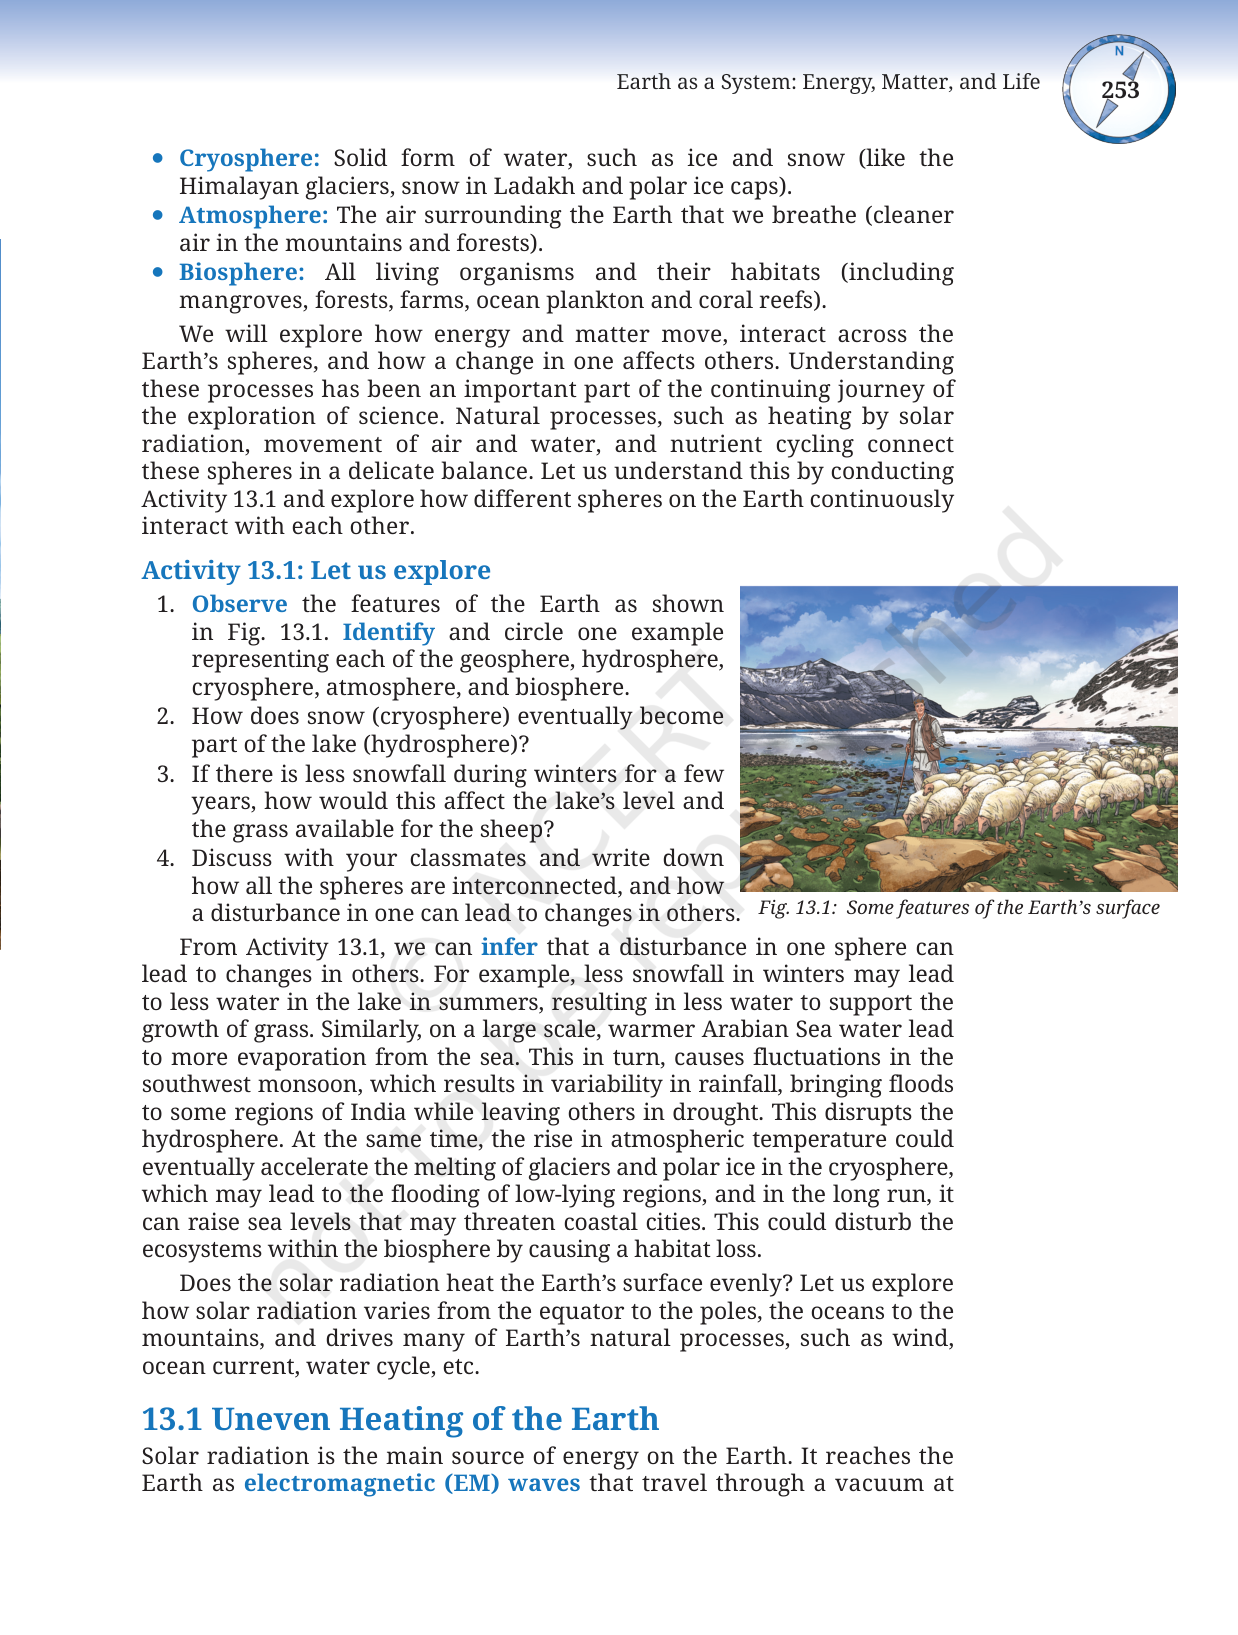 Earth as a System: Energy, Matter, and Life
N
253
• Cryosphere: Solid form of water, such as ice and snow (like the
Himalayan glaciers, snow in Ladakh and polar ice caps).
• Atmosphere: The air surrounding the Earth that we breathe (cleaner
air in the mountains and forests).
• Biosphere: All living organisms and their habitats (including
mangroves, forests, farms, ocean plankton and coral reefs).
We will explore how energy and matter move, interact across the
Earth’s spheres, and how a change in one affects others. Understanding
these processes has been an important part of the continuing journey of
the exploration of science. Natural processes, such as heating by solar
radiation, movement of air and water, and nutrient cycling connect
these spheres in a delicate balance. Let us understand this by conducting
Activity 13.1 and explore how different spheres on the Earth continuously
interact with each other.
Activity 13.1: Let us explore
1. Observe the features of the Earth as shown
in Fig. 13.1. Identify and circle one example
representing each of the geosphere, hydrosphere,
cryosphere, atmosphere, and biosphere.
2. How does snow (cryosphere) eventually become
part of the lake (hydrosphere)?
3. If there is less snowfall during winters for a few
years, how would this affect the lake’s level and
the grass available for the sheep?
4. Discuss with your classmates and write down
how all the spheres are interconnected, and how
a disturbance in one can lead to changes in others.
Fig. 13.1: Some features of the Earth’s surface
From Activity 13.1, we can infer that a disturbance in one sphere can
lead to changes in others. For example, less snowfall in winters may lead
to less water in the lake in summers, resulting in less water to support the
growth of grass. Similarly, on a large scale, warmer Arabian Sea water lead
to more evaporation from the sea. This in turn, causes fluctuations in the
southwest monsoon, which results in variability in rainfall, bringing floods
to some regions of India while leaving others in drought. This disrupts the
hydrosphere. At the same time, the rise in atmospheric temperature could
eventually accelerate the melting of glaciers and polar ice in the cryosphere,
which may lead to the flooding of low-lying regions, and in the long run, it
can raise sea levels that may threaten coastal cities. This could disturb the
ecosystems within the biosphere by causing a habitat loss.
Does the solar radiation heat the Earth’s surface evenly? Let us explore
how solar radiation varies from the equator to the poles, the oceans to the
mountains, and drives many of Earth’s natural processes, such as wind,
ocean current, water cycle, etc.
13.1 Uneven Heating of the Earth
Solar radiation is the main source of energy on the Earth. It reaches the
Earth as electromagnetic (EM) waves that travel through a vacuum at
© NCERT
not to be republished